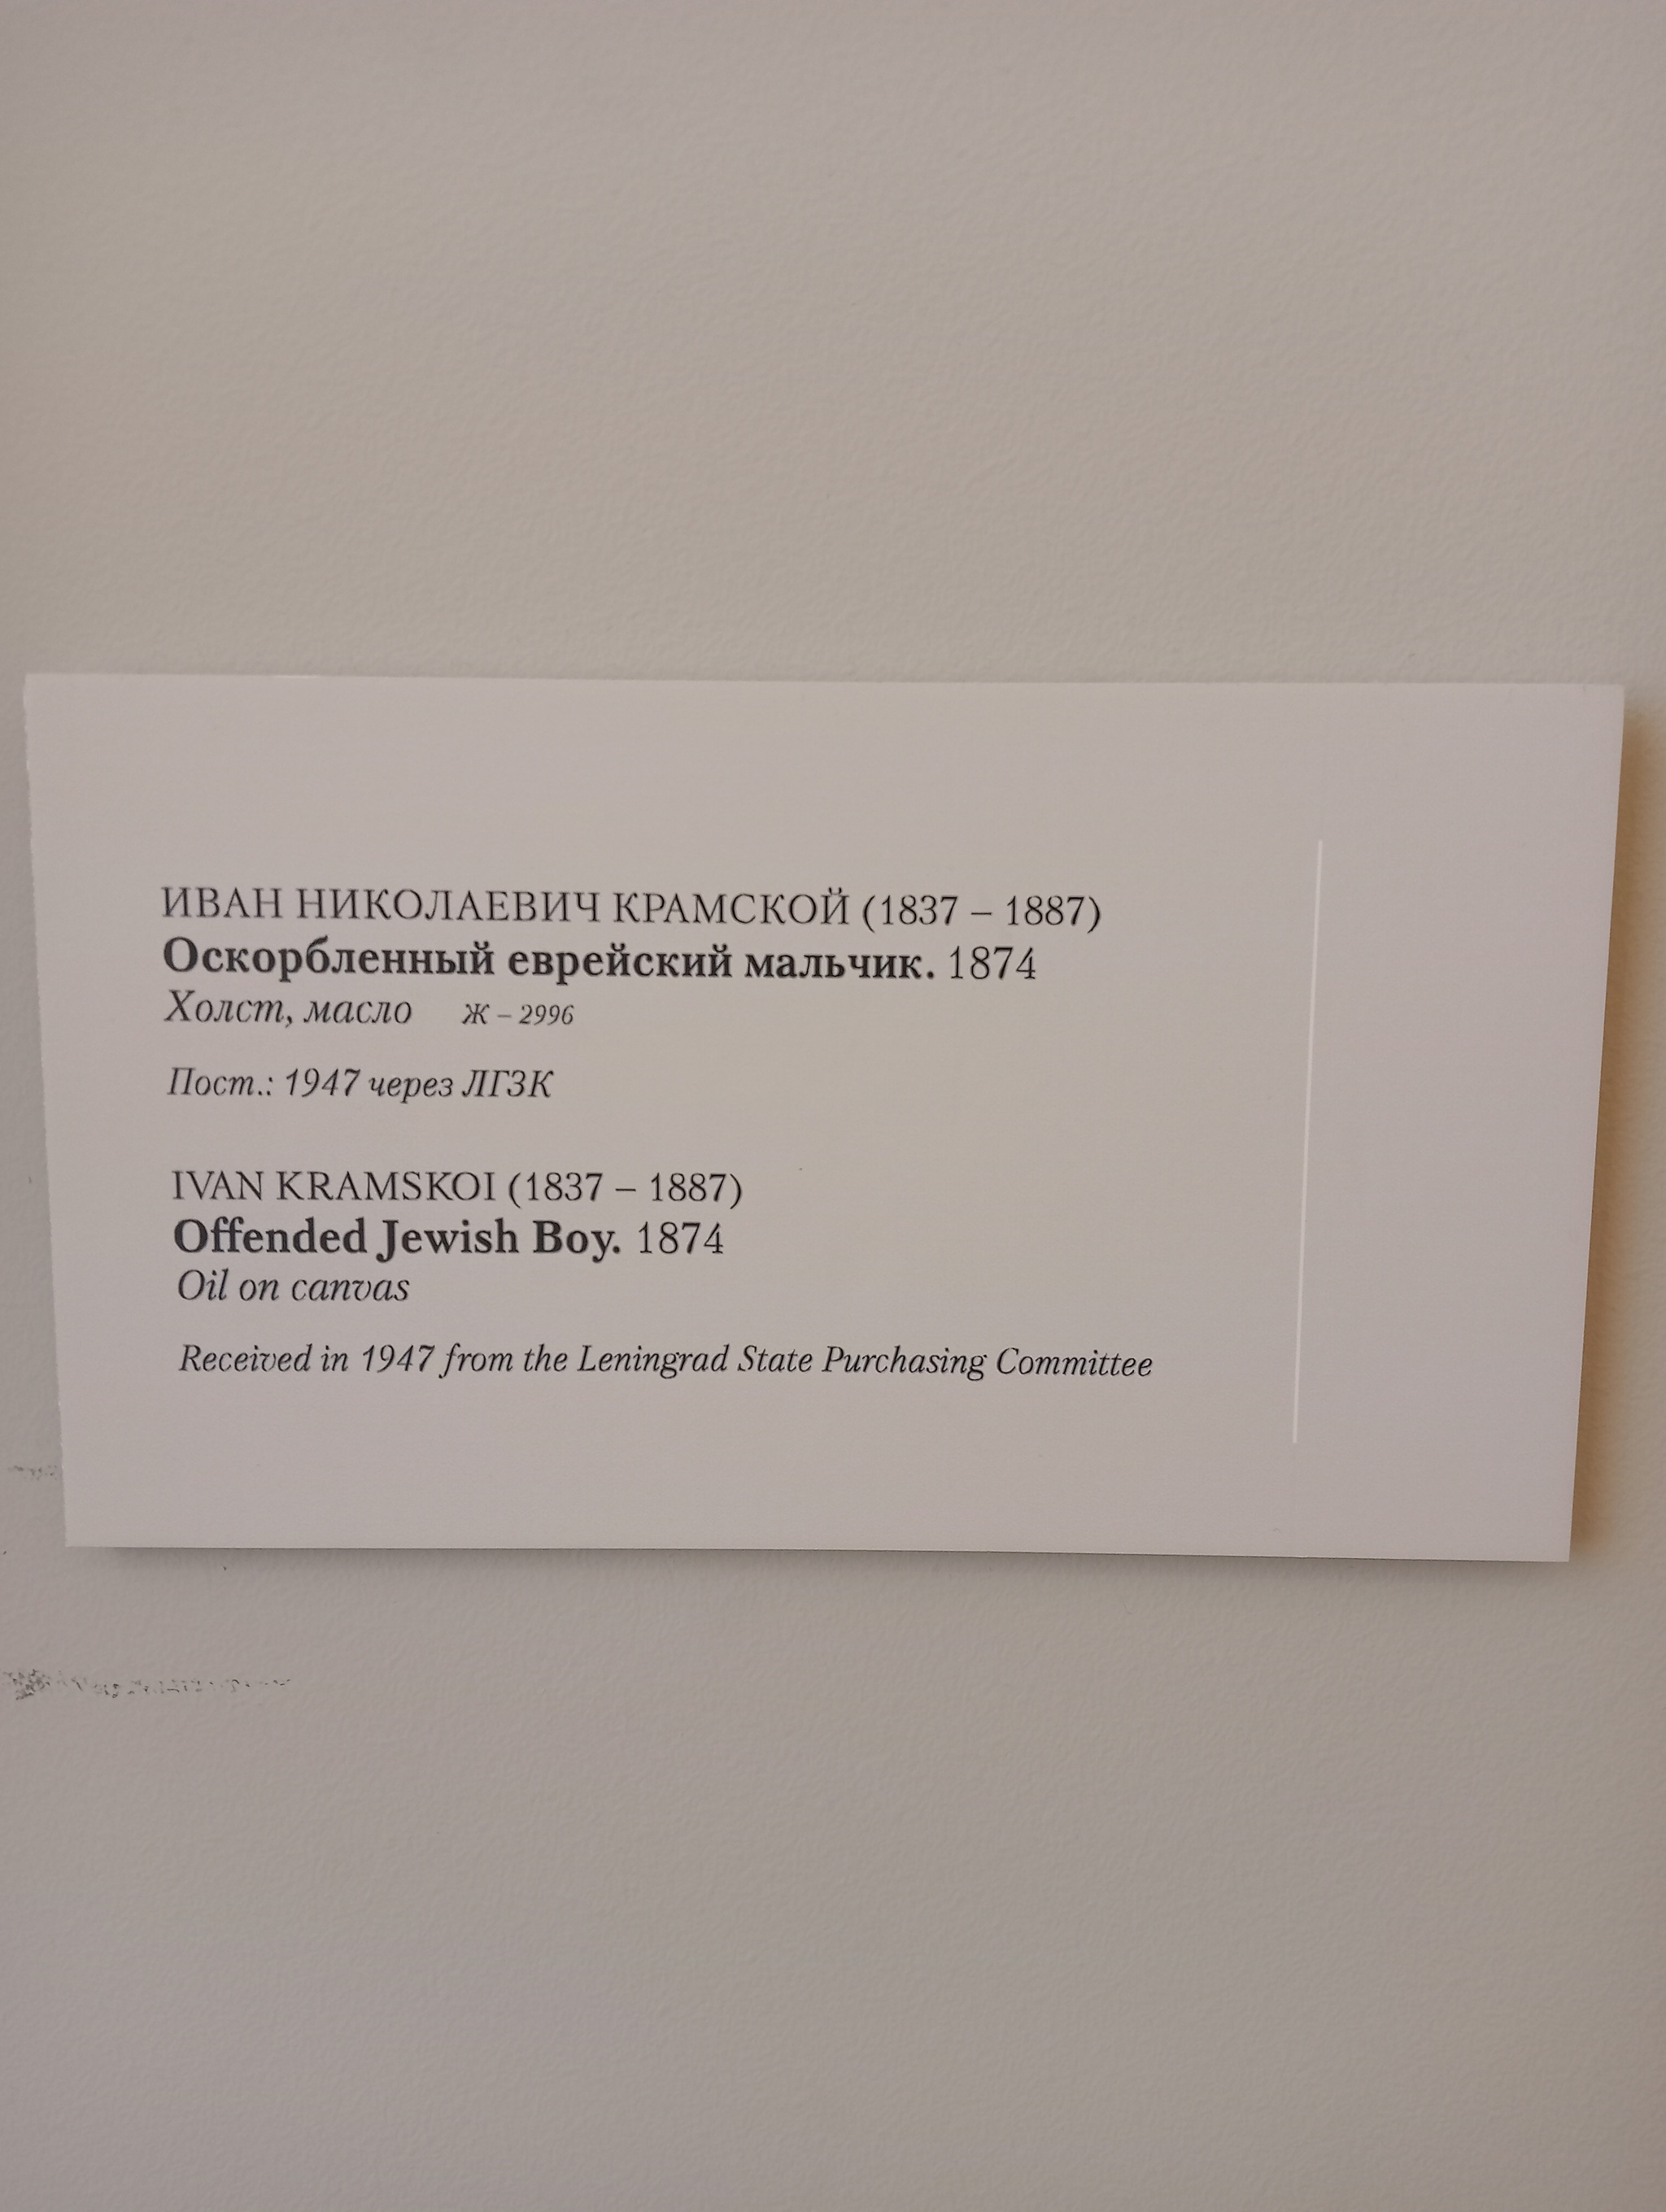 ИВАН НИКОЛАЕВИЧ КРАМСКОЙ (1837 – 1887)
Оскорбленный еврейский мальчик. 1874
Холст, масло Ж – 2996
Пост.: 1947 через ЛГЗК
IVAN KRAMSKOI (1837 – 1887)
Offended Jewish Boy. 1874
Oil on canvas
Received in 1947 from the Leningrad State Purchasing Committee